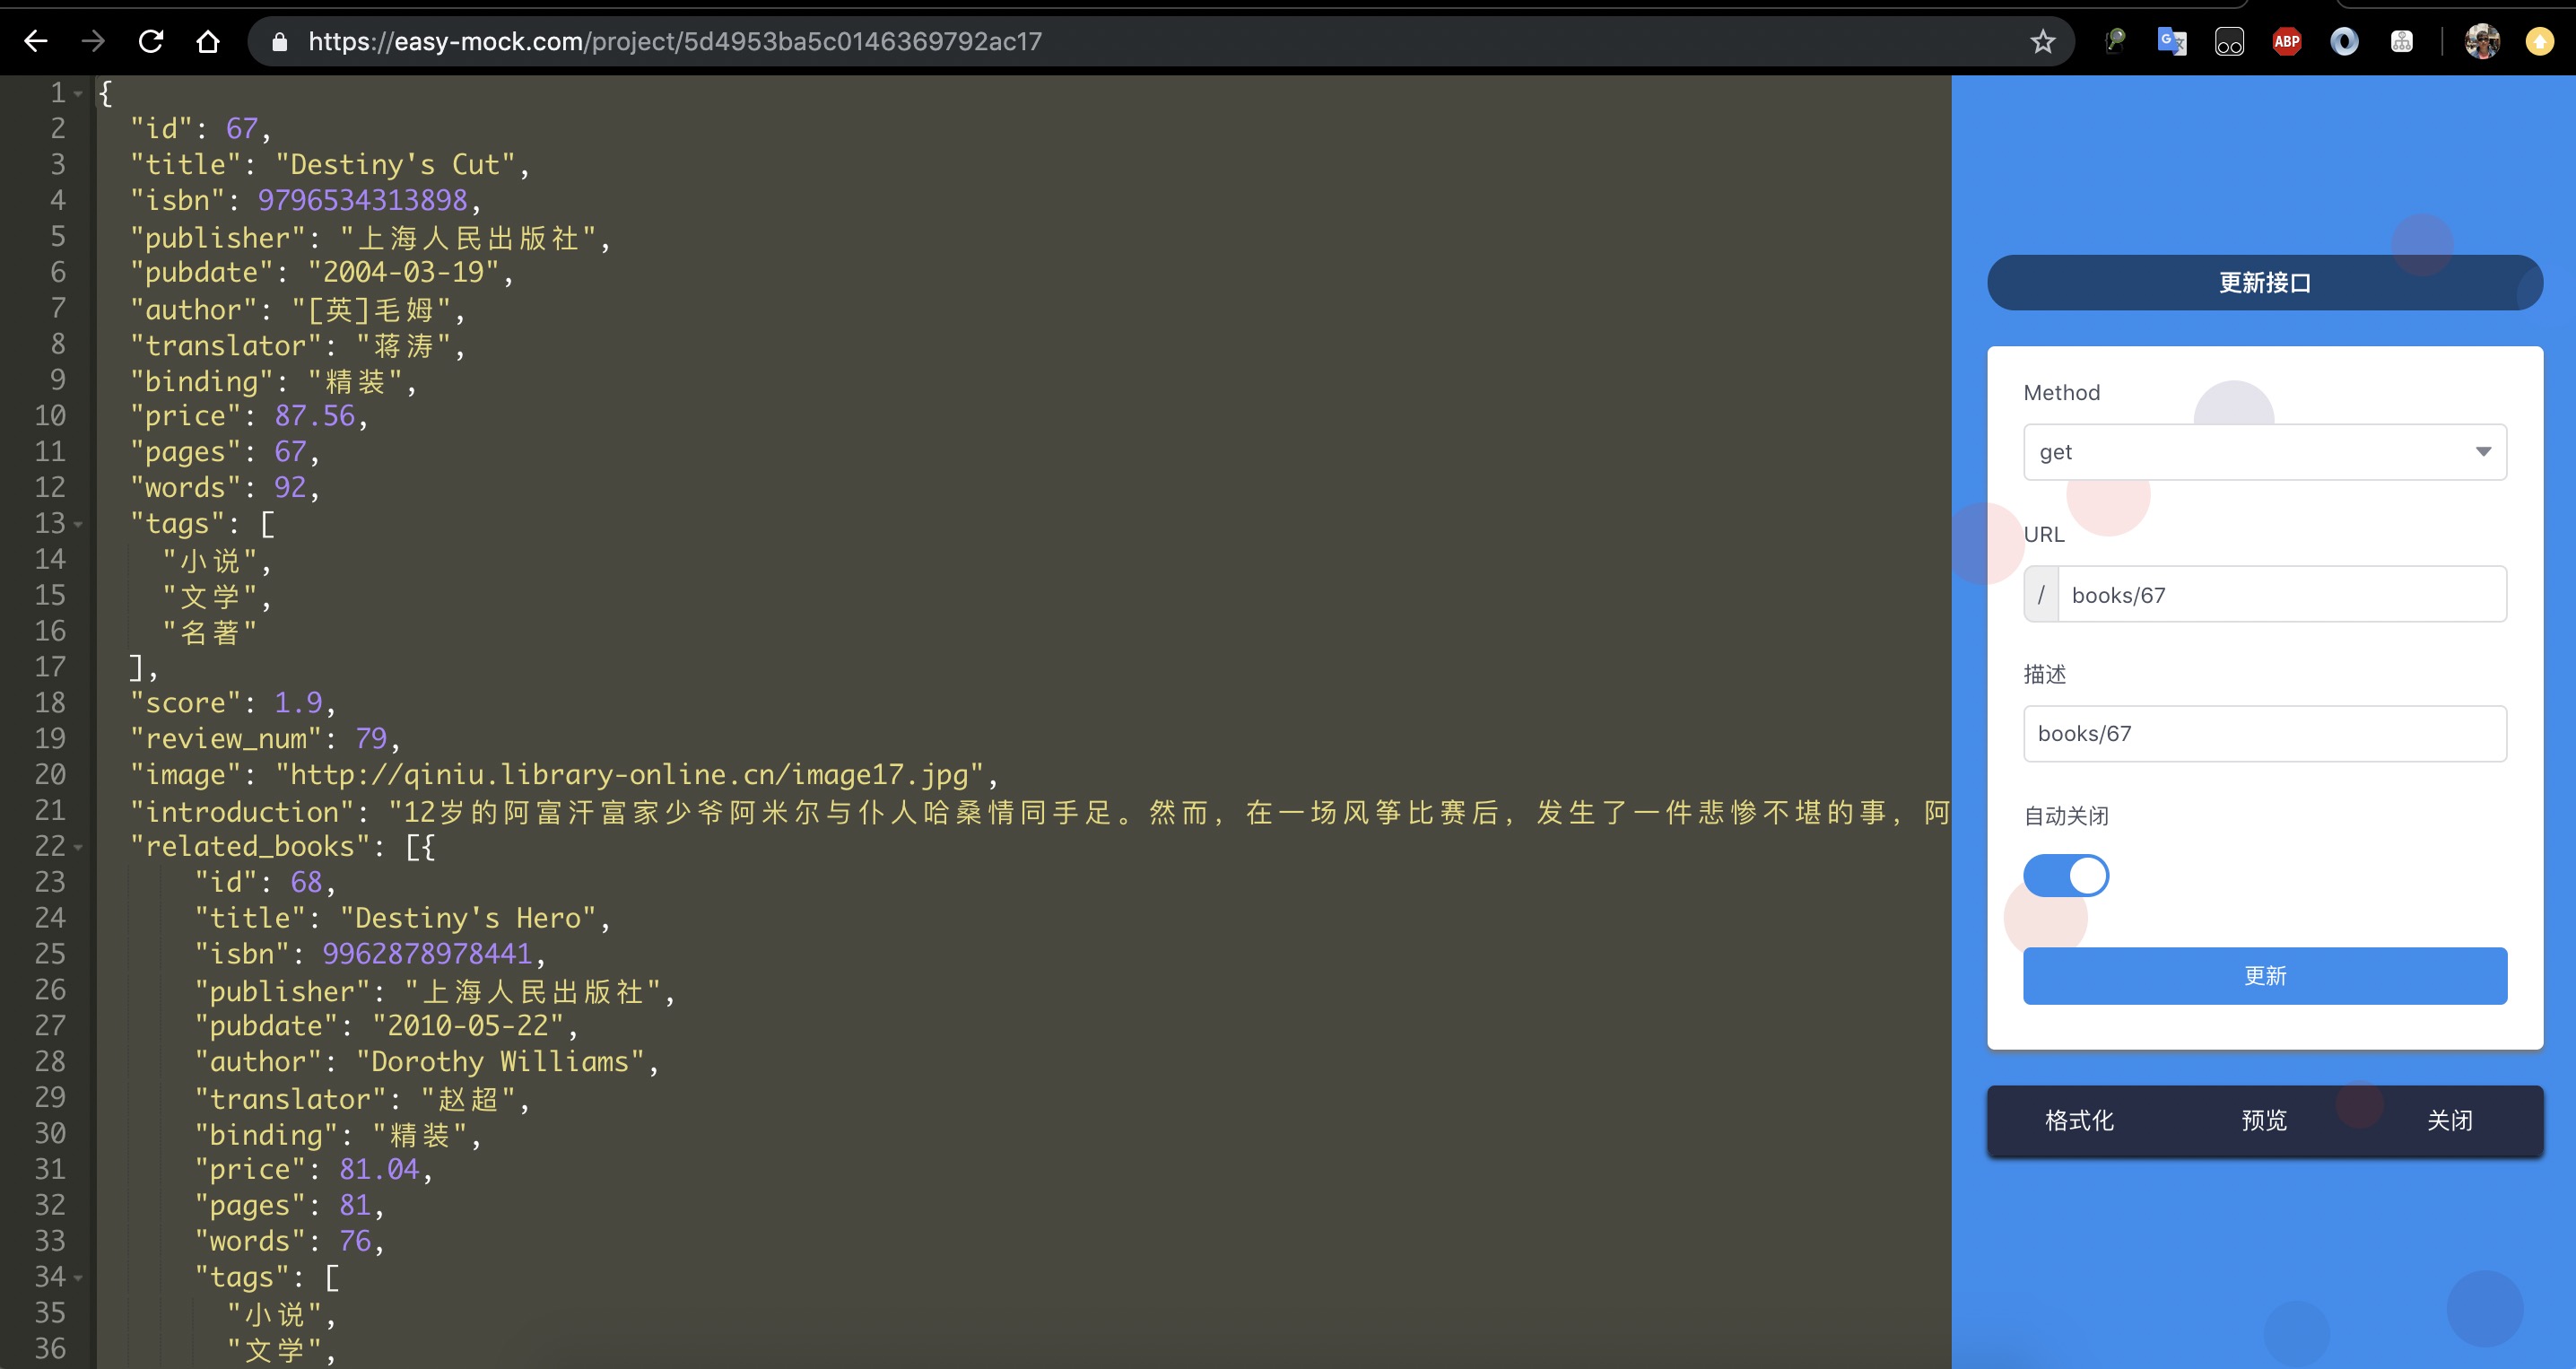 https://easy-mock.com/project/5d4953ba5c0146369792ac17
ABP
1 {
2 "id": 67,
3 "title": "Destiny's Cut",
4 "isbn": 9796534313898,
5 "publisher": "上海人民出版社",
6 "pubdate": "2004-03-19",
7 "author": "[英]毛姆",
8 "translator": "蒋涛",
9 "binding": "精装",
10 "price": 87.56,
11 "pages": 67,
12 "words": 92,
13 "tags": [
14 "小说",
15 "文学",
16 "名著"
17 ],
18 "score": 1.9,
19 "review_num": 79,
20 "image": "http://qiniu.library-online.cn/image17.jpg",
21 "introduction": "12岁的阿富汗富家少爷阿米尔与仆人哈桑情同手足。然而，在一场风筝比赛后，发生了一件悲惨不堪的事，阿
22 "related_books": [{
23 "id": 68,
24 "title": "Destiny's Hero",
25 "isbn": 9962878978441,
26 "publisher": "上海人民出版社",
27 "pubdate": "2010-05-22",
28 "author": "Dorothy Williams",
29 "translator": "赵超",
30 "binding": "精装",
31 "price": 81.04,
32 "pages": 81,
33 "words": 76,
34 "tags": [
35 "小说",
36 "文学",
更新接口
Method
get
URL
/ books/67
描述
books/67
自动关闭
更新
格式化 预览 关闭